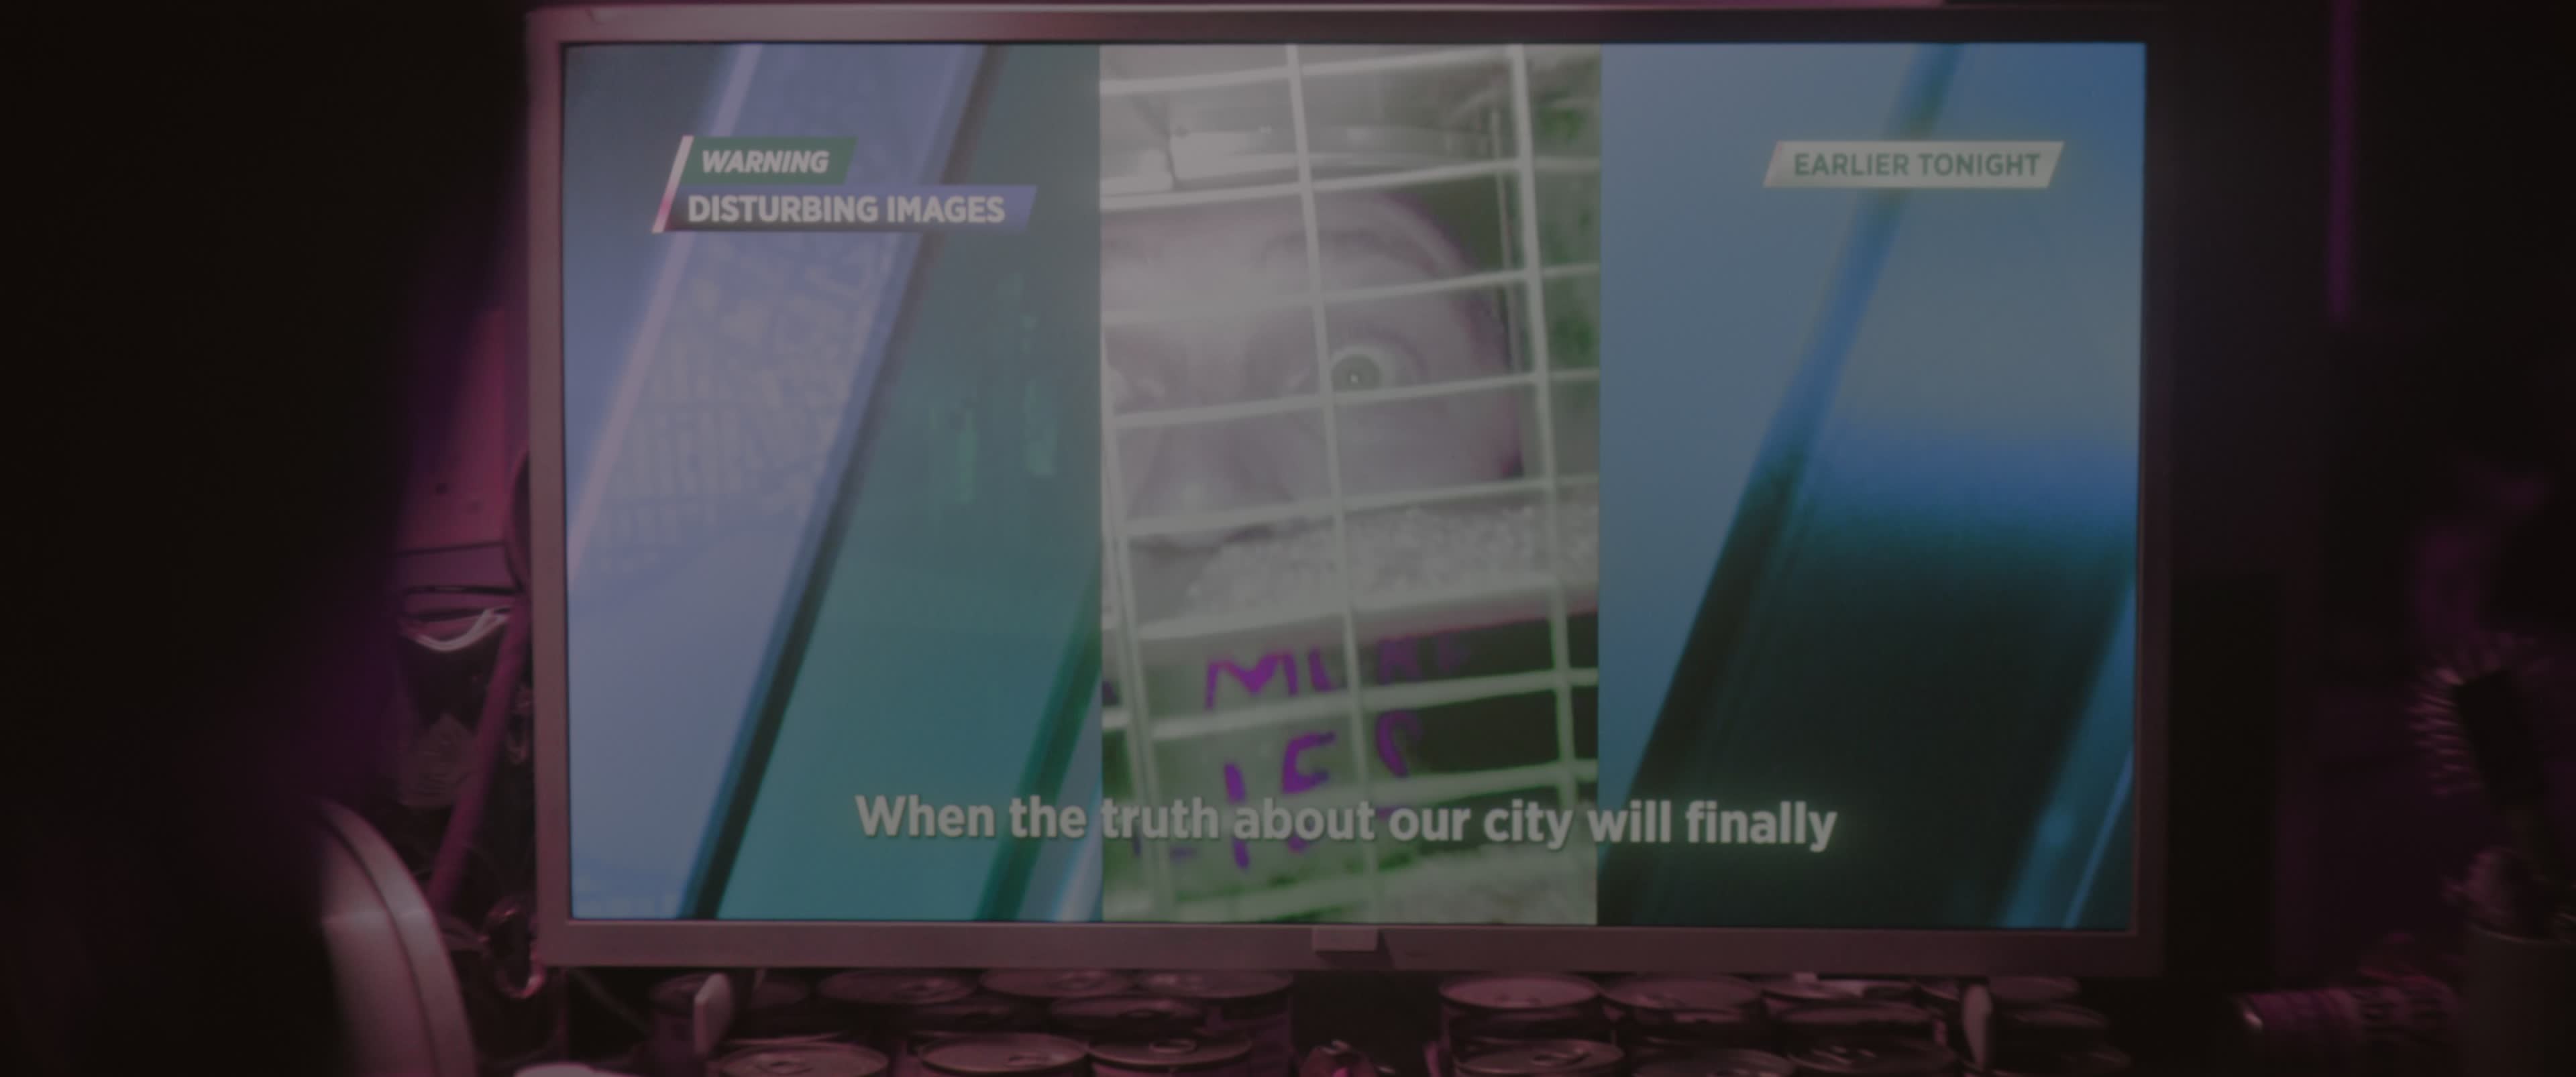 WARNING
DISTURBING IMAGES
EARLIER TONIGHT
When the truth about our city will finally